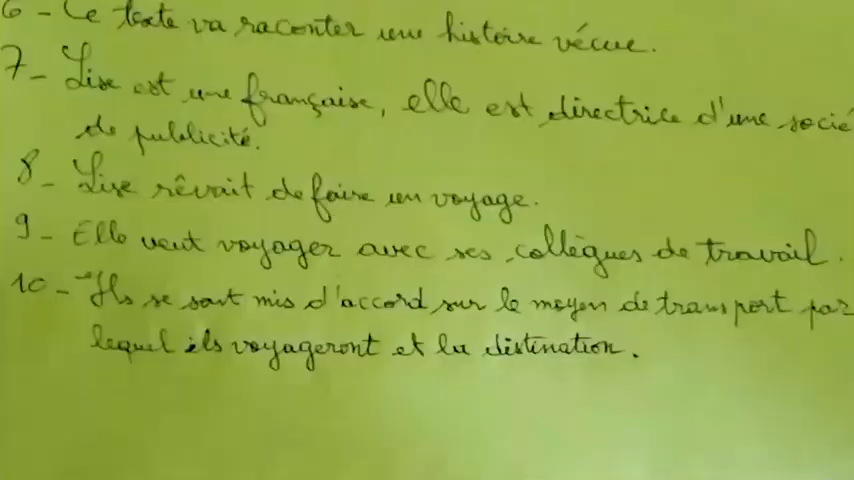 6 - Ce texte va raconter une histoire vécue.
7 - Lise est une française, elle est directrice d'une socié
de publicité.
8 - Lise rêvait de faire un voyage.
9 - Elle veut voyager avec ses collègues de travail.
10 - Ils se sont mis d'accord sur le moyen de transport par
lequel ils voyageront et la distination.